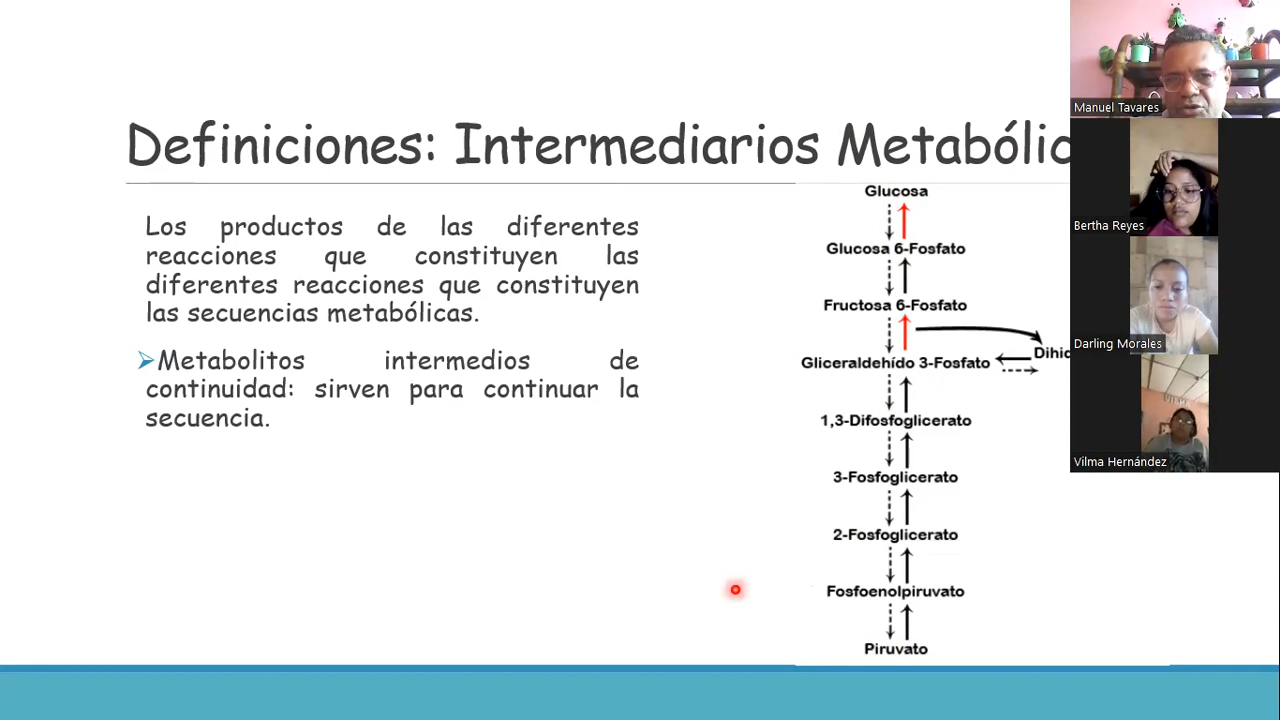 Definiciones: Intermediarios Metabólic
Los productos de las diferentes
reacciones que constituyen las
diferentes reacciones que constituyen
las secuencias metabólicas.
Metabolitos intermedios de
continuidad: sirven para continuar la
secuencia.
Glucosa
Glucosa 6-Fosfato
Fructosa 6-Fosfato
Gliceraldehído 3-Fosfato
Dihid
1,3-Difosfoglicerato
3-Fosfoglicerato
2-Fosfoglicerato
Fosfoenolpiruvato
Piruvato
Manuel Tavares
Bertha Reyes
Darling Morales
Vilma Hernández